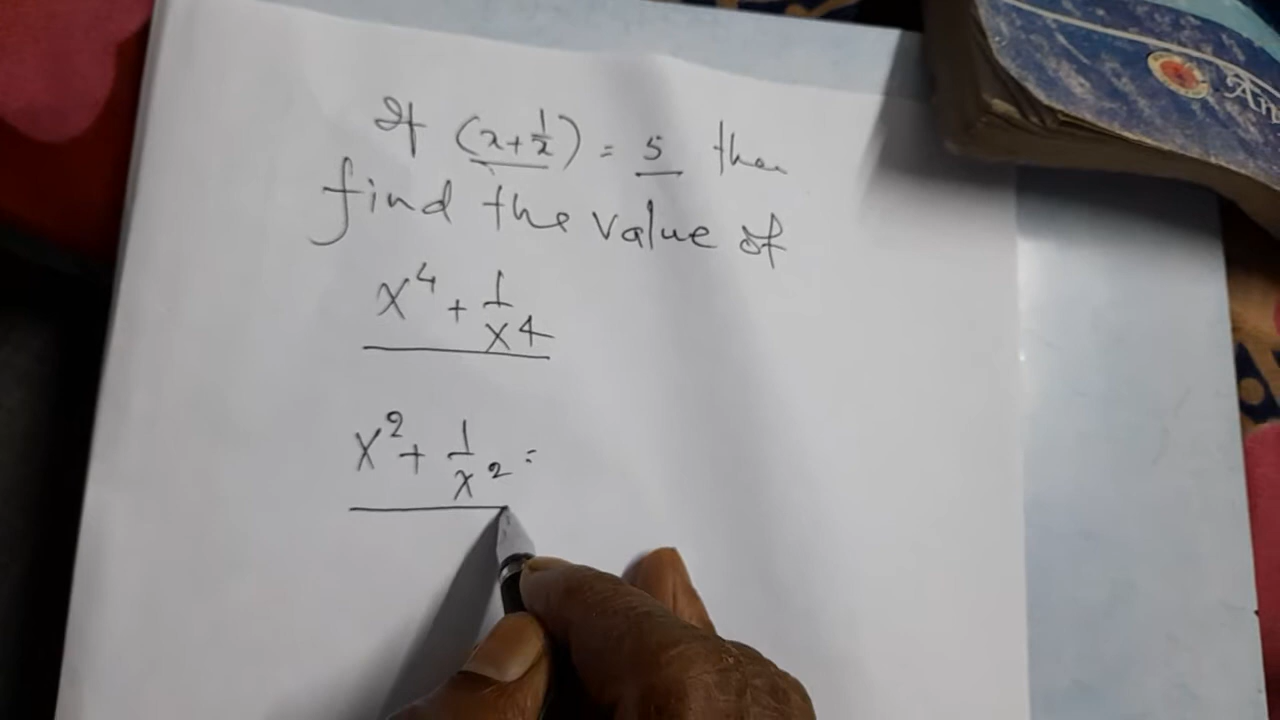 If (x+1/x) = 5 then
find the value of
x⁴ + 1/x⁴
x² + 1/x² =